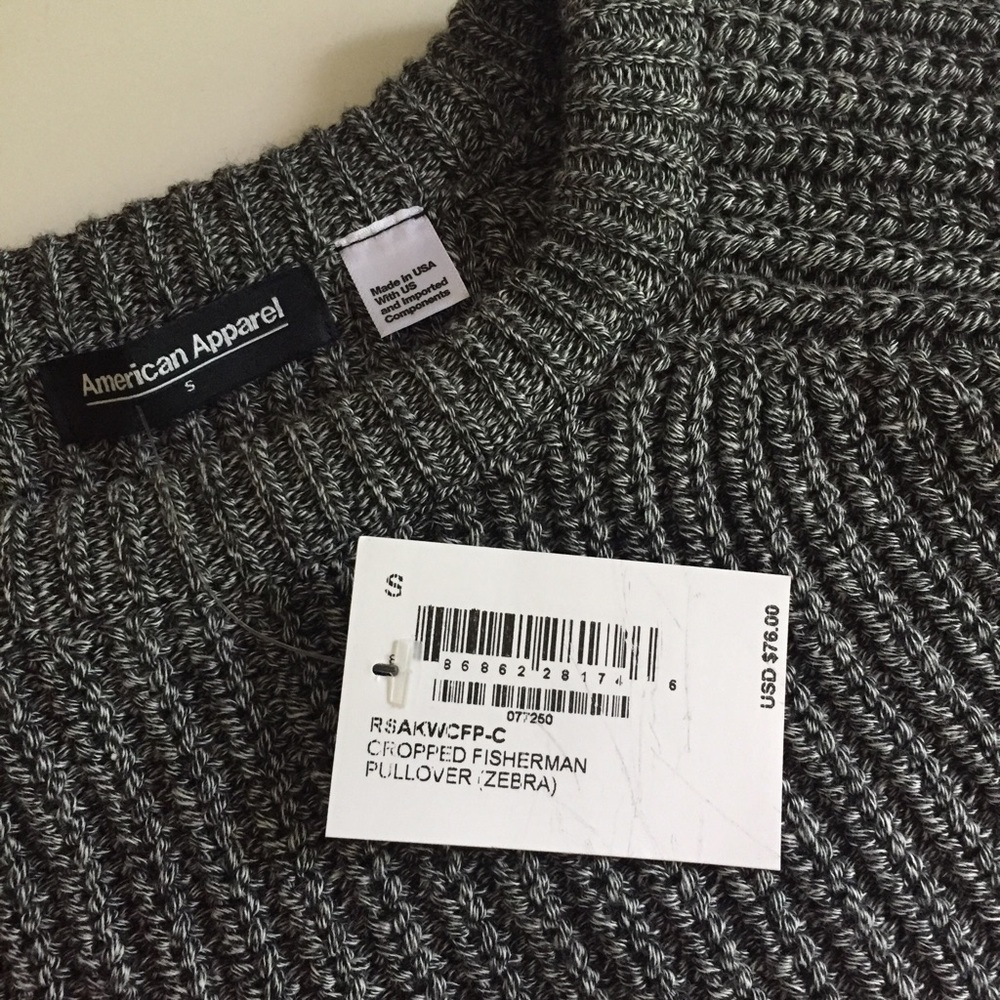 American Apparel
S
Made in USA
With US
and Imported
Components
S
USD $76.00
86862 28174 6
077250
RSAKWCFP-C
CROPPED FISHERMAN
PULLOVER (ZEBRA)